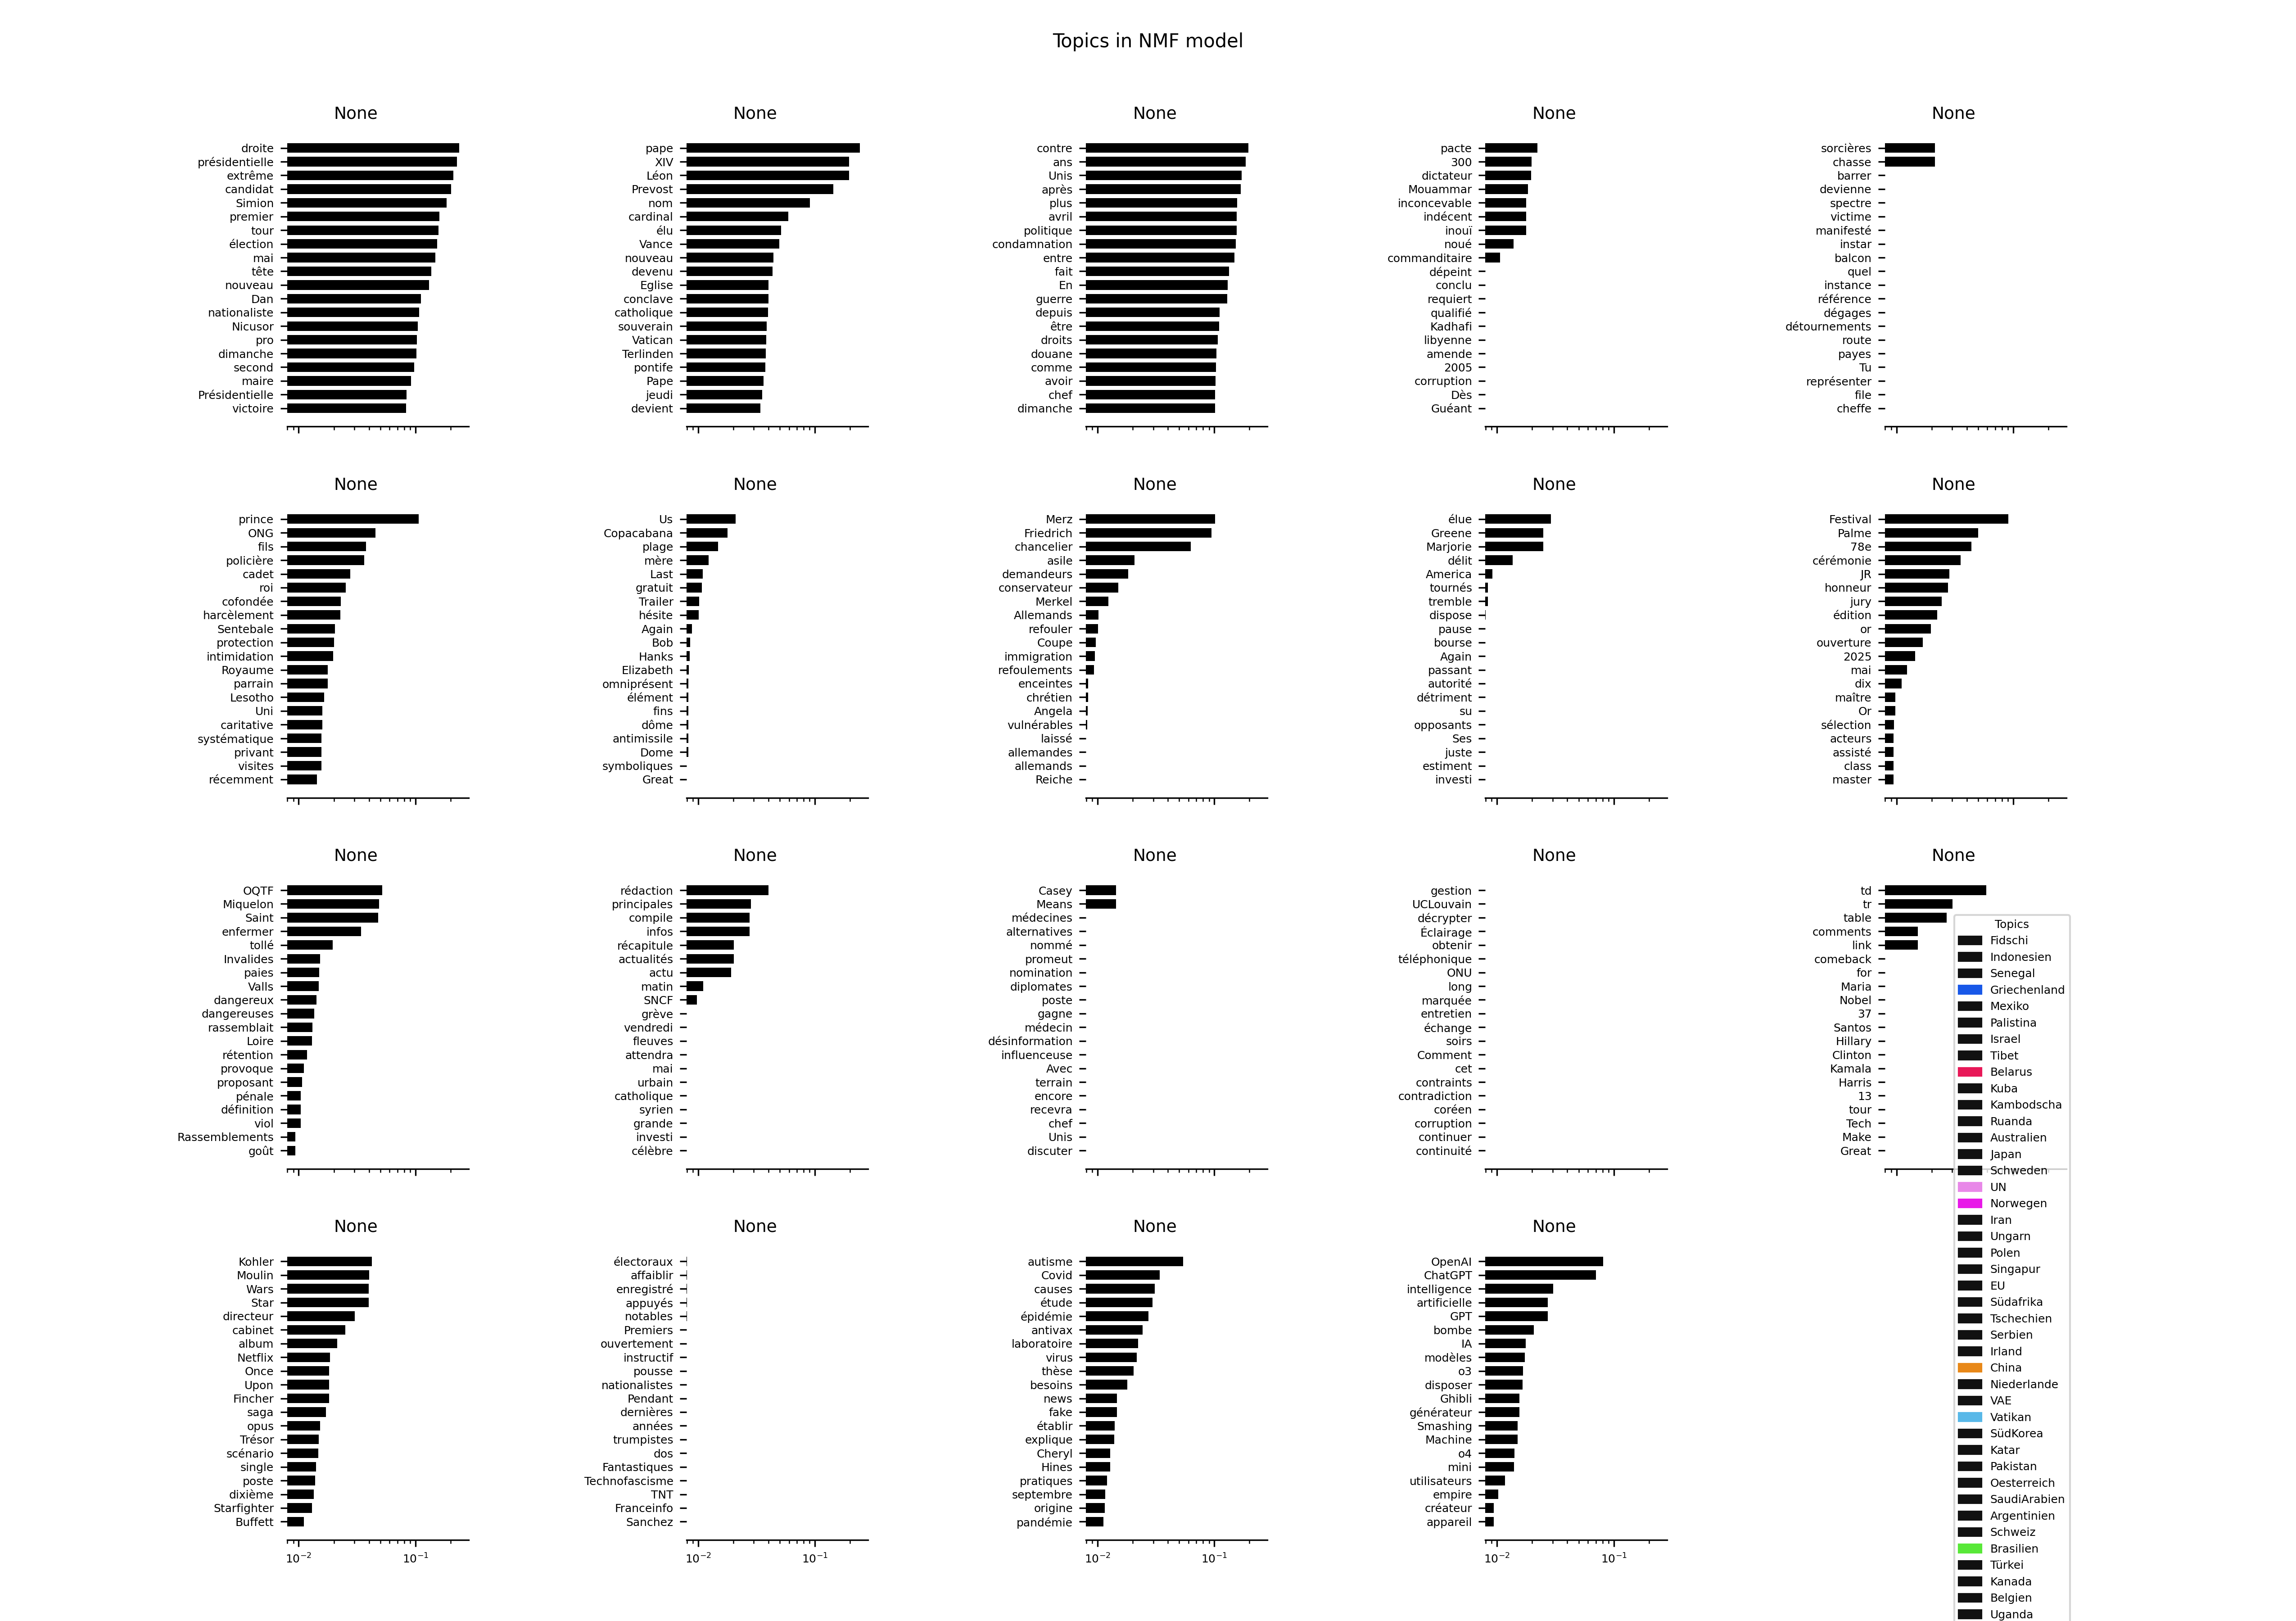 Topics in NMF model
None
droite
présidentielle
extrême
candidat
Simion
premier
tour
élection
mai
tête
nouveau
Dan
nationaliste
Nicusor
pro
dimanche
second
maire
Présidentielle
victoire
None
pape
XIV
Léon
Prevost
nom
cardinal
élu
Vance
nouveau
devenu
Eglise
conclave
catholique
souverain
Vatican
Terlinden
pontife
Pape
jeudi
devient
None
contre
ans
Unis
après
plus
avril
politique
condamnation
entre
fait
En
guerre
depuis
être
droits
douane
comme
avoir
chef
dimanche
None
pacte
300
dictateur
Mouammar
inconcevable
indécent
inouï
noué
commanditaire
dépeint
conclu
requiert
qualifié
Kadhafi
libyenne
amende
2005
corruption
Dès
Guéant
None
sorcières
chasse
barrer
devienne
spectre
victime
manifesté
instar
balcon
quel
instance
référence
dégages
détournements
route
payes
Tu
représenter
file
cheffe
None
prince
ONG
fils
policière
cadet
roi
cofondée
harcèlement
Sentebale
protection
intimidation
Royaume
parrain
Lesotho
Uni
caritative
systématique
privant
visites
récemment
None
Us
Copacabana
plage
mère
Last
gratuit
Trailer
hésite
Again
Bob
Hanks
Elizabeth
omniprésent
élément
fins
dôme
antimissile
Dome
symboliques
Great
None
Merz
Friedrich
chancelier
asile
demandeurs
conservateur
Merkel
Allemands
refouler
Coupe
immigration
refoulements
enceintes
chrétien
Angela
vulnérables
laissé
allemandes
allemands
Reiche
None
élue
Greene
Marjorie
délit
America
tournés
tremble
dispose
pause
bourse
Again
passant
autorité
détriment
su
opposants
Ses
juste
estiment
investi
None
Festival
Palme
78e
cérémonie
JR
honneur
jury
édition
or
ouverture
2025
mai
dix
maître
Or
sélection
acteurs
assisté
class
master
None
OQTF
Miquelon
Saint
enfermer
tollé
Invalides
paies
Valls
dangereux
dangereuses
rassemblait
Loire
rétention
provoque
proposant
pénale
définition
viol
Rassemblements
goût
None
rédaction
principales
compile
infos
récapitule
actualités
actu
matin
SNCF
grève
vendredi
fleuves
attendra
mai
urbain
catholique
syrien
grande
investi
célèbre
None
Casey
Means
médecines
alternatives
nommé
promeut
nomination
diplomates
poste
gagne
médecin
désinformation
influenceuse
Avec
terrain
encore
recevra
chef
Unis
discuter
None
gestion
UCLouvain
décrypter
Éclairage
obtenir
téléphonique
ONU
long
marquée
entretien
échange
soirs
Comment
cet
contraints
contradiction
coréen
corruption
continuer
continuité
None
td
tr
table
comments
link
comeback
for
Maria
Nobel
37
Santos
Hillary
Clinton
Kamala
Harris
13
tour
Tech
Make
Great
None
Kohler
Moulin
Wars
Star
directeur
cabinet
album
Netflix
Once
Upon
Fincher
saga
opus
Trésor
scénario
single
poste
dixième
Starfighter
Buffett
10⁻² 10⁻¹
None
électoraux
affaiblir
enregistré
appuyés
notables
Premiers
ouvertement
instructif
pousse
nationalistes
Pendant
dernières
années
trumpistes
dos
Fantastiques
Technofascisme
TNT
Franceinfo
Sanchez
10⁻² 10⁻¹
None
autisme
Covid
causes
étude
épidémie
antivax
laboratoire
virus
thèse
besoins
news
fake
établir
explique
Cheryl
Hines
pratiques
septembre
origine
pandémie
10⁻² 10⁻¹
None
OpenAI
ChatGPT
intelligence
artificielle
GPT
bombe
IA
modèles
o3
disposer
Ghibli
générateur
Smashing
Machine
o4
mini
utilisateurs
empire
créateur
appareil
10⁻² 10⁻¹
Topics
Fidschi
Indonesien
Senegal
Griechenland
Mexiko
Palistina
Israel
Tibet
Belarus
Kuba
Kambodscha
Ruanda
Australien
Japan
Schweden
UN
Norwegen
Iran
Ungarn
Polen
Singapur
EU
Südafrika
Tschechien
Serbien
Irland
China
Niederlande
VAE
Vatikan
SüdKorea
Katar
Pakistan
Oesterreich
SaudiArabien
Argentinien
Schweiz
Brasilien
Türkei
Kanada
Belgien
Uganda